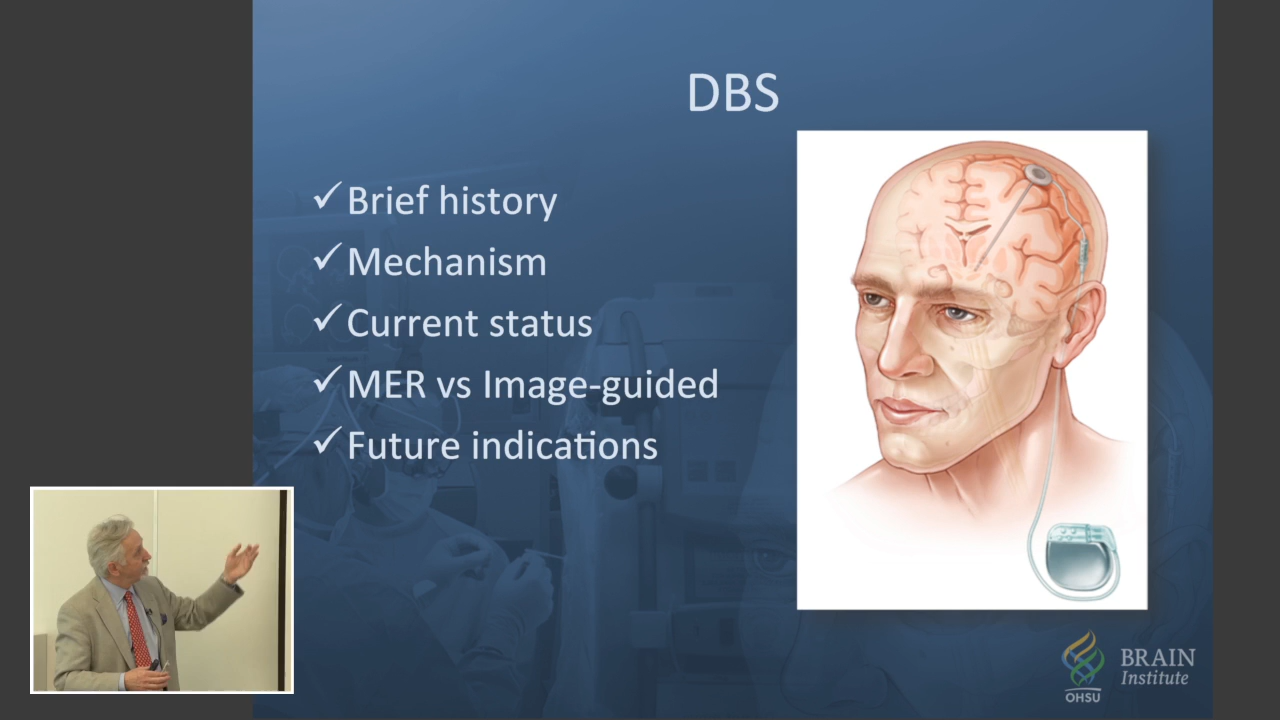 DBS
✓ Brief history
✓ Mechanism
✓ Current status
✓ MER vs Image-guided
✓ Future indications
BRAIN
Institute
OHSU